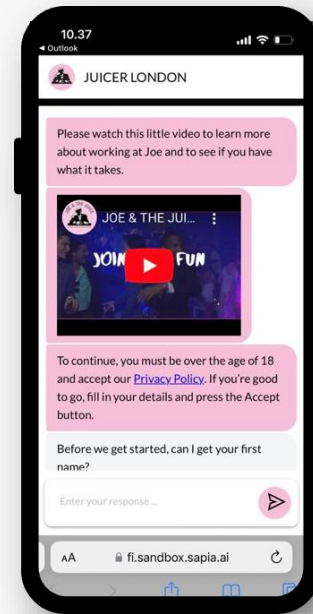 10.37
◄ Outlook
JUICER LONDON
Please watch this little video to learn more
about working at Joe and to see if you have
what it takes.
JOE & THE JUI...
JOIN FUN
To continue, you must be over the age of 18
and accept our Privacy Policy. If you're good
to go, fill in your details and press the Accept
button.
Before we get started, can I get your first
name?
Enter your response ...
AA fi.sandbox.sapia.ai